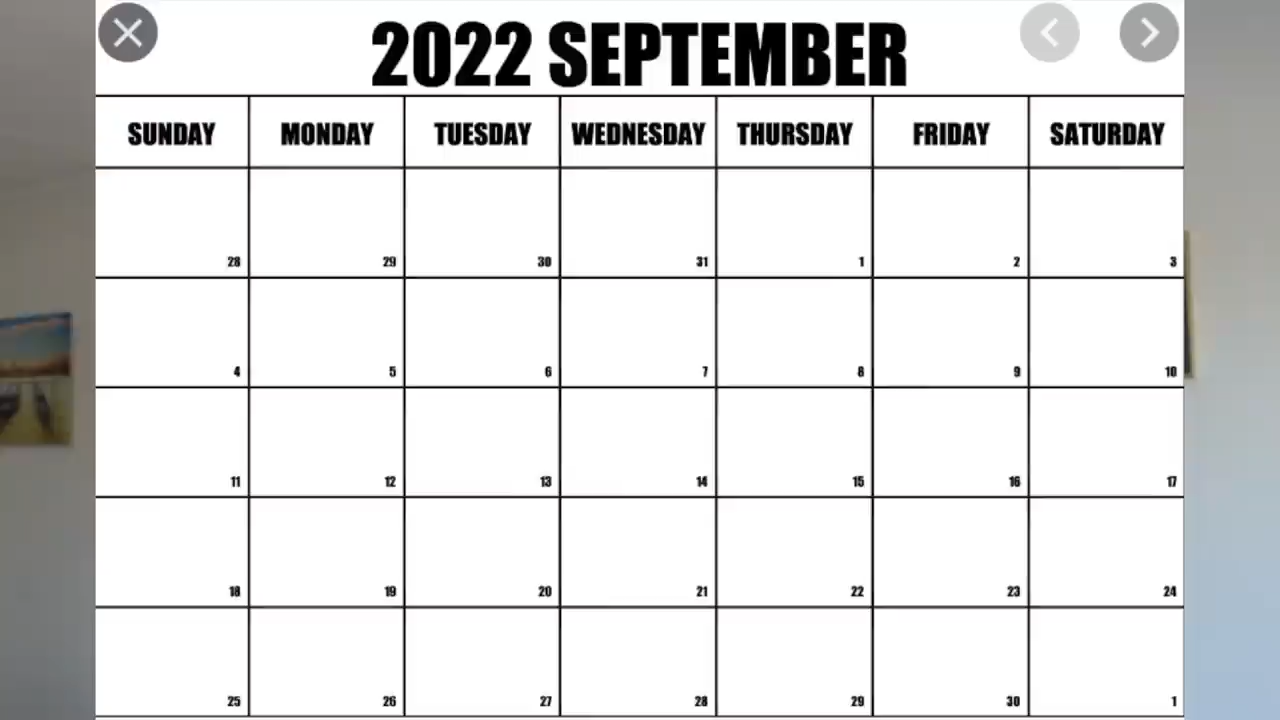 2022 SEPTEMBER
SUNDAY MONDAY TUESDAY WEDNESDAY THURSDAY FRIDAY SATURDAY
28 29 30 31 1 2 3
4 5 6 7 8 9 10
11 12 13 14 15 16 17
18 19 20 21 22 23 24
25 26 27 28 29 30 1